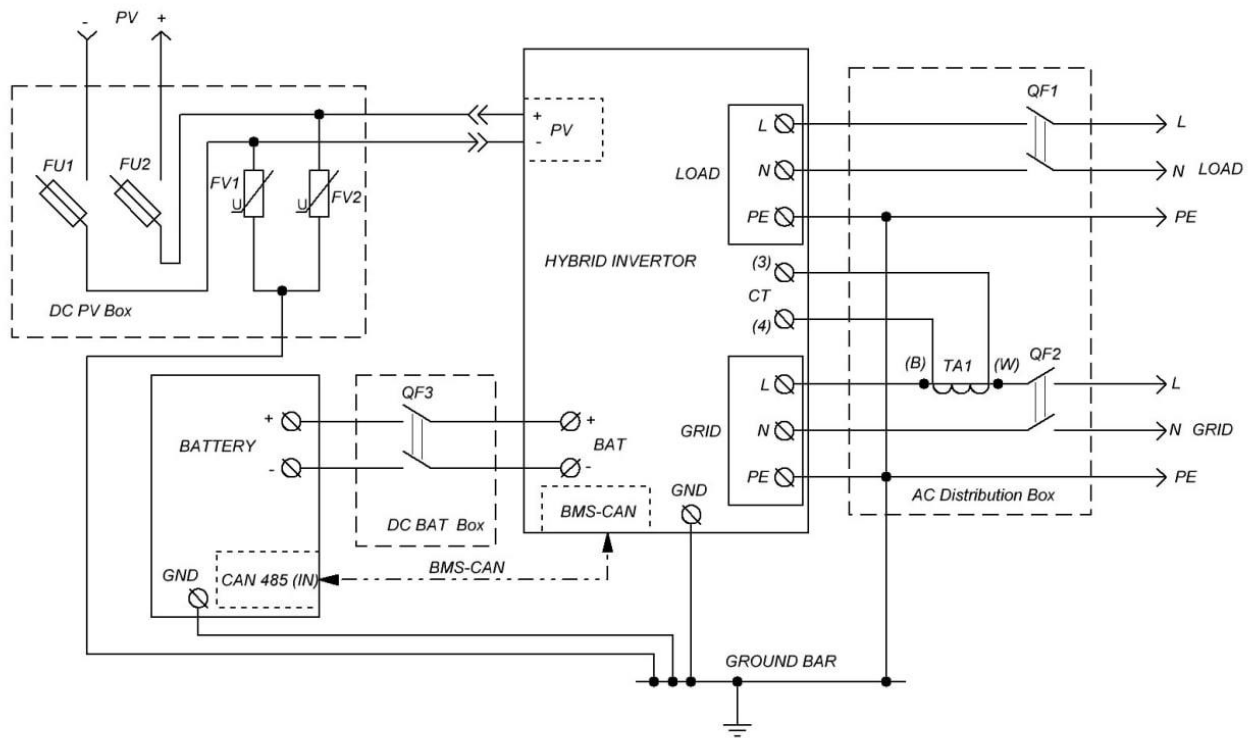 - PV +
QF1
+
PV
-
L
L
FU1
FU2
FV1
FV2
U
U
LOAD
N
N LOAD
PE
PE
HYBRID INVERTOR
(3)
CT
(4)
DC PV Box
(B)
TA1
(W)
QF2
L
L
QF3
+
+
BATTERY
BAT
GRID
N
N GRID
-
-
PE
PE
GND
AC Distribution Box
BMS-CAN
DC BAT Box
BMS-CAN
GND
CAN 485 (IN)
GROUND BAR